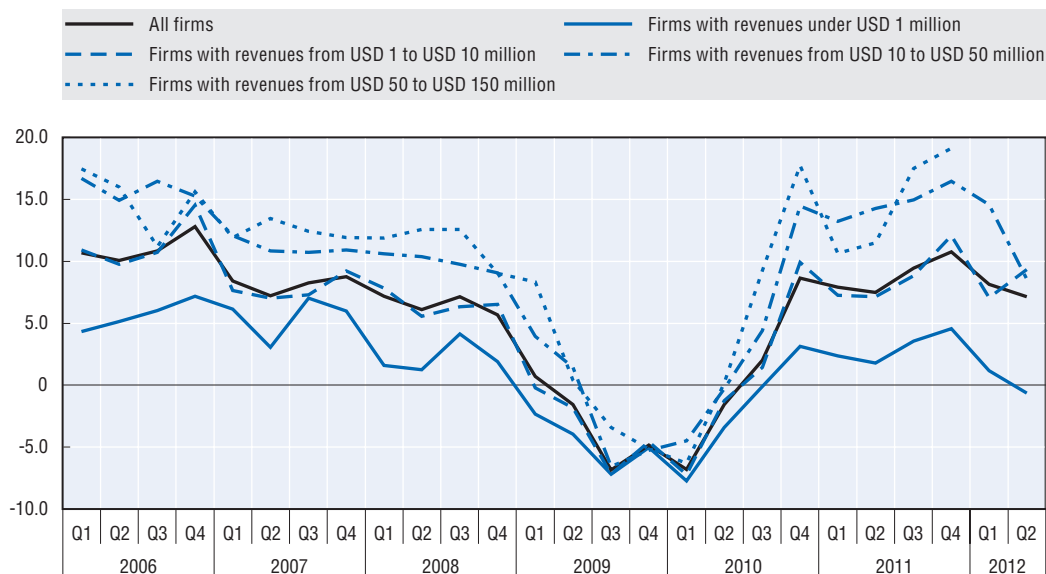 All firms
Firms with revenues under USD 1 million
Firms with revenues from USD 1 to USD 10 million
Firms with revenues from USD 10 to USD 50 million
Firms with revenues from USD 50 to USD 150 million
20.0
15.0
10.0
5.0
0
-5.0
-10.0
Q1 Q2 Q3 Q4 Q1 Q2 Q3 Q4 Q1 Q2 Q3 Q4 Q1 Q2 Q3 Q4 Q1 Q2 Q3 Q4 Q1 Q2 Q3 Q4 Q1 Q2
2006 2007 2008 2009 2010 2011 2012